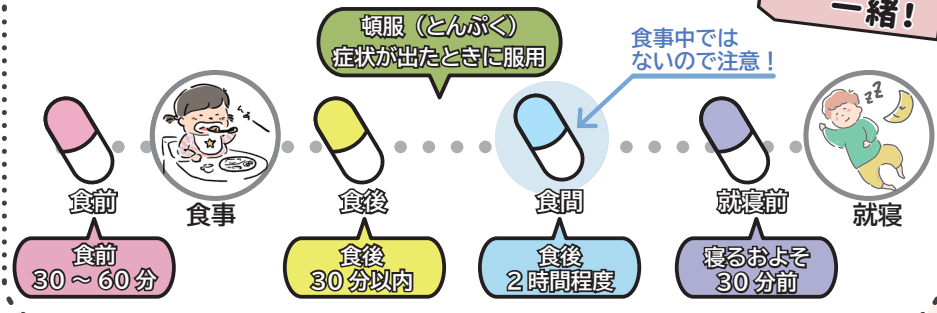 一緒!
頓服(とんぷく)
症状が出たときに服用
食事中では
ないので注意!
食前
食事
食後
食間
就寝前
就寝
食前
30~60分
食後
30分以内
食後
2時間程度
寝るおよそ
30分前
zZ